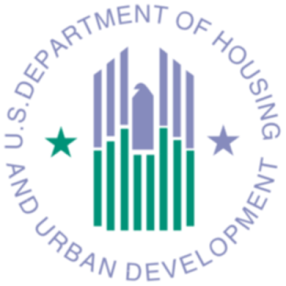 U.S. DEPARTMENT OF HOUSING
AND URBAN DEVELOPMENT